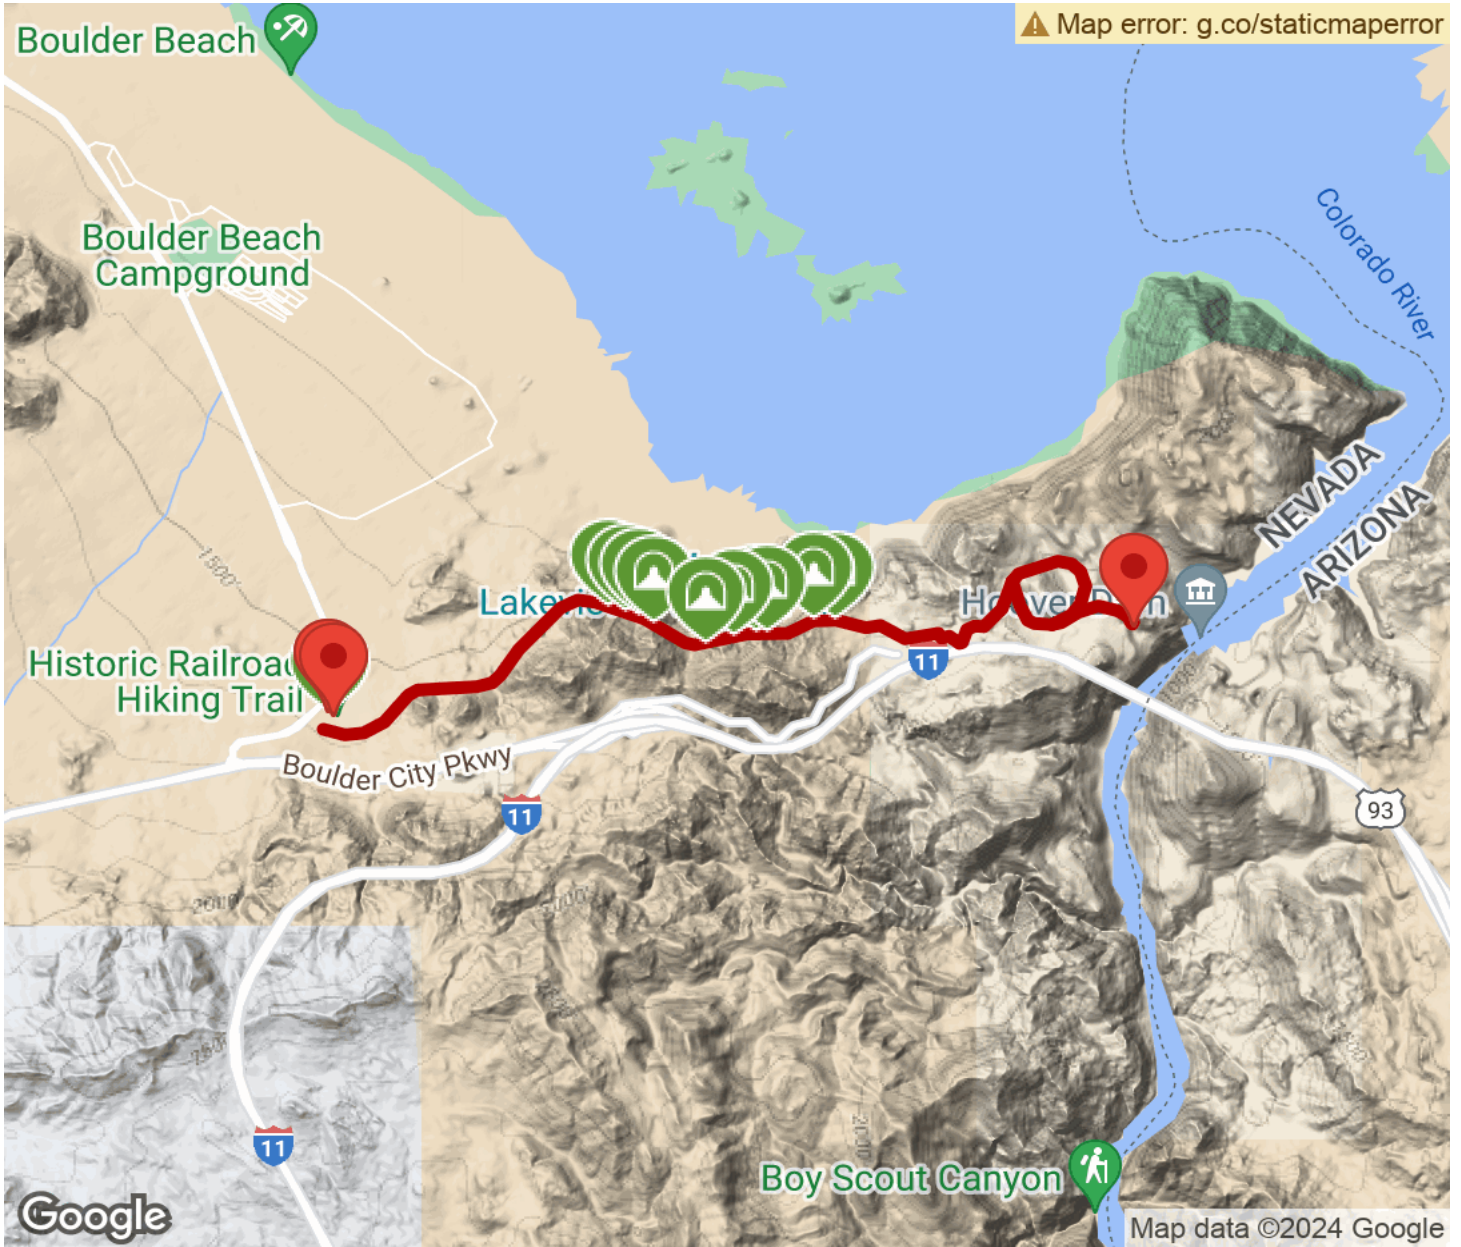 Map error: g.co/staticmaperror
Boulder Beach
Boulder Beach
Campground
Colorado River
NEVADA
ARIZONA
1500'
Historic Railroad
Hiking Trail
11
Boulder City Pkwy
11
93
11
Boy Scout Canyon
Google
Map data ©2024 Google